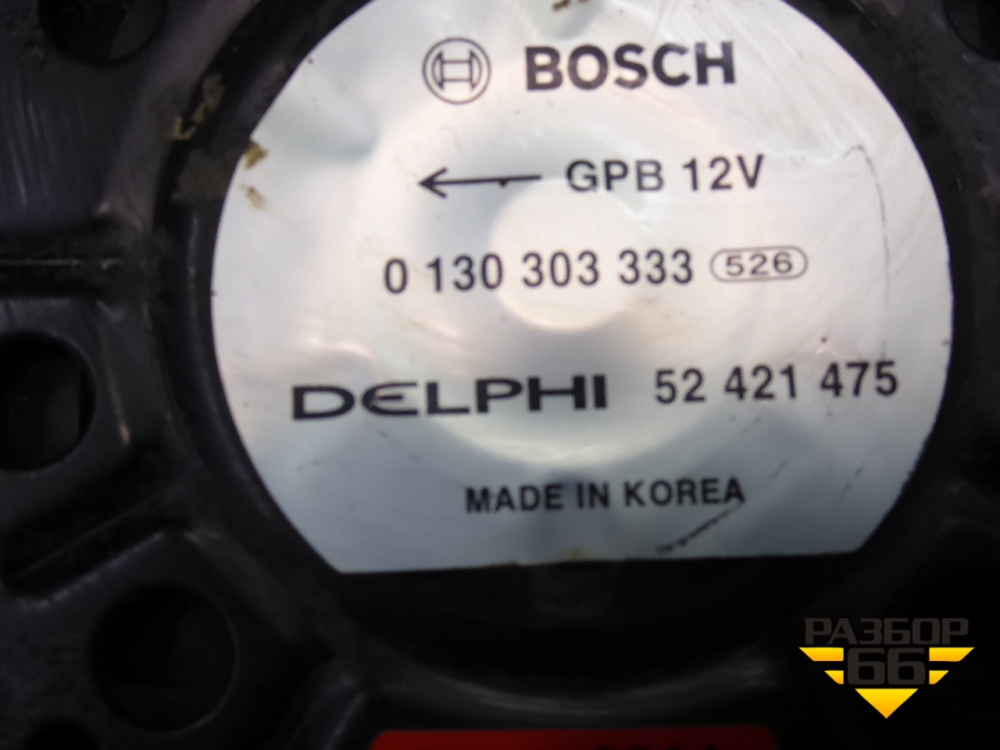 BOSCH
GPB 12V
0 130 303 333 526
DELPHI 52 421 475
MADE IN KOREA
РАЗБОР
66